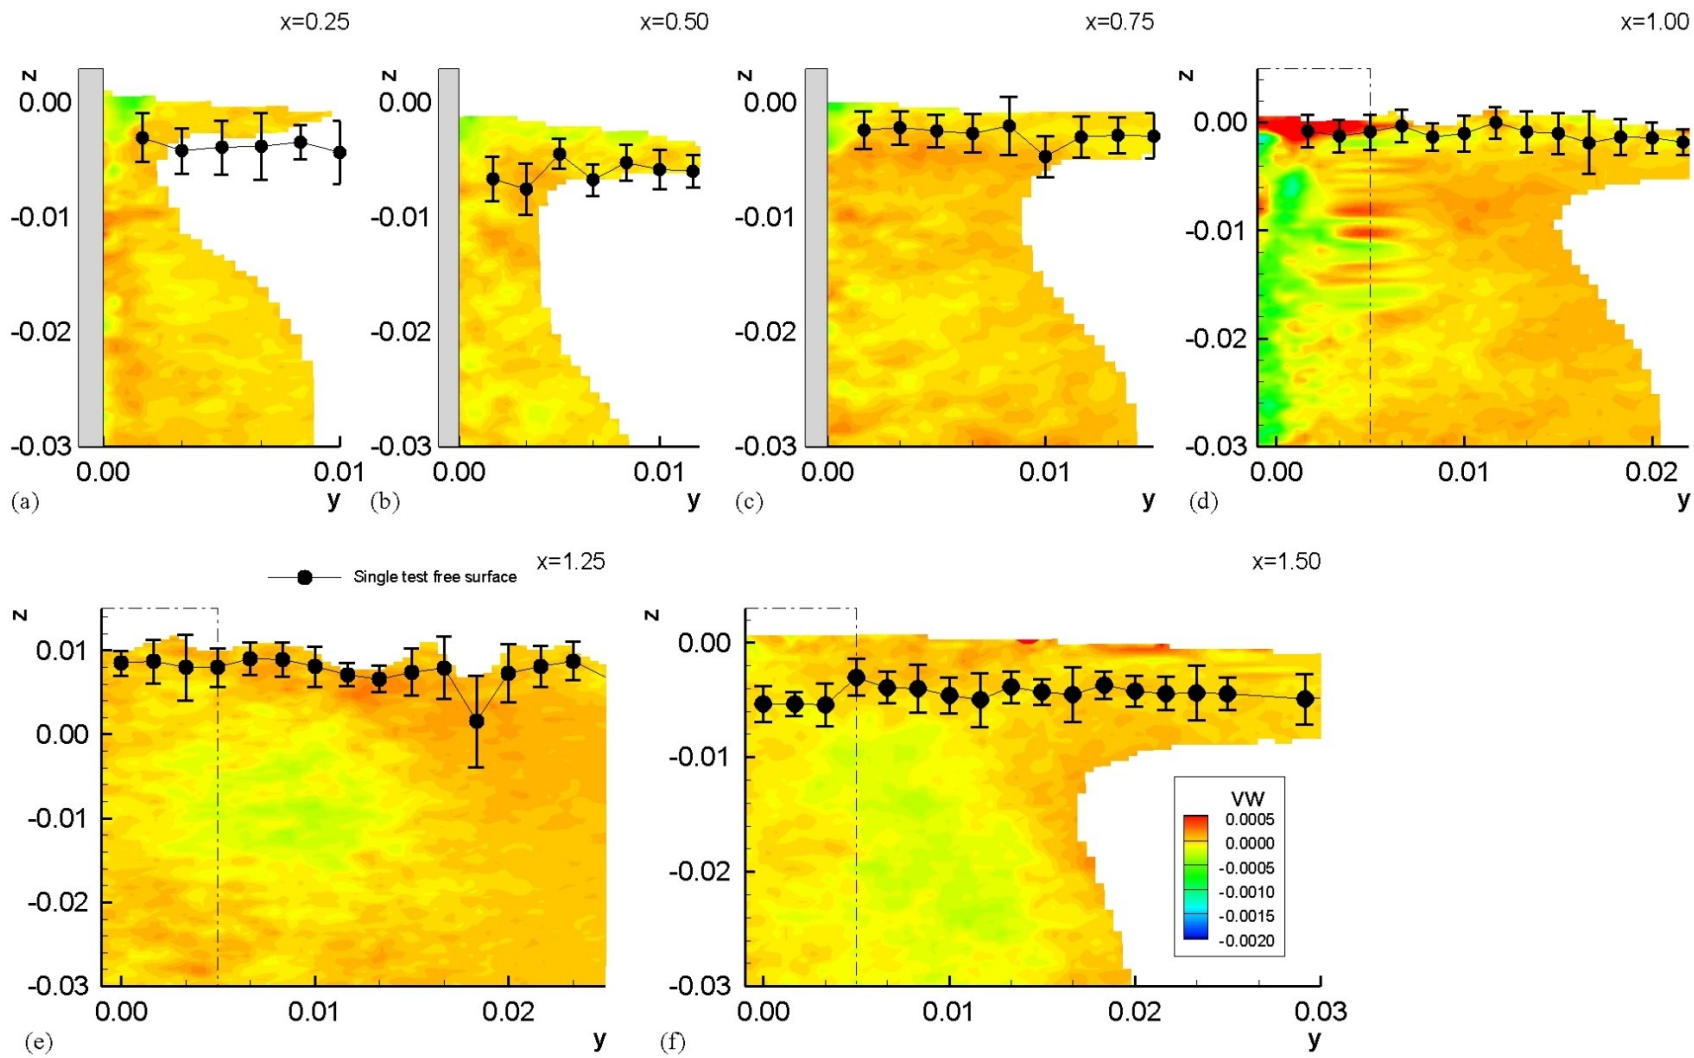 x=0.25
x=0.50
x=0.75
x=1.00
z
0.00
-0.01
-0.02
-0.03
0.00
0.01
y
(a)
z
0.00
-0.01
-0.02
-0.03
0.00
0.01
y
(b)
z
0.00
-0.01
-0.02
-0.03
0.00
0.01
y
(c)
z
0.00
-0.01
-0.02
-0.03
0.00
0.01
0.02
y
(d)
x=1.25
Single test free surface
z
0.01
0.00
-0.01
-0.02
-0.03
0.00
0.01
0.02
y
(e)
x=1.50
z
0.00
-0.01
-0.02
-0.03
0.00
0.01
0.02
0.03
y
(f)
VW
0.0005
0.0000
-0.0005
-0.0010
-0.0015
-0.0020